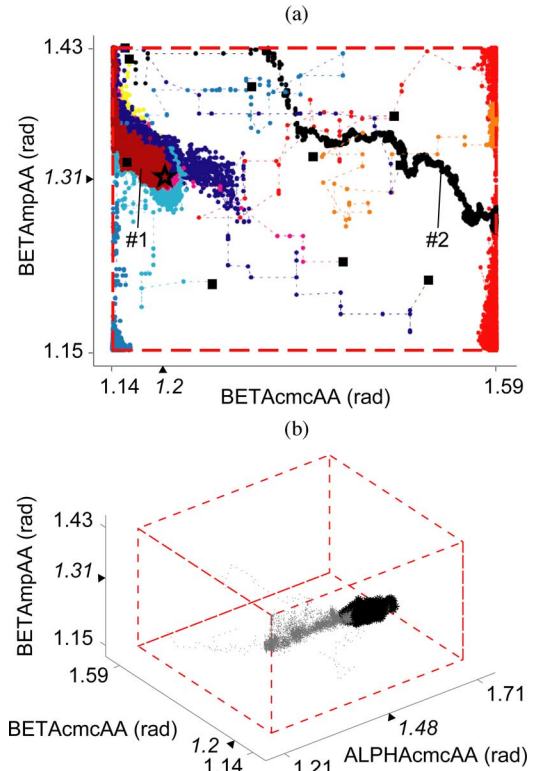 (a)
1.43
BETAmpAA (rad)
1.31
#1
#2
1.15
1.14
1.2
BETAcmcAA (rad)
1.59
(b)
BETAmpAA (rad)
1.43
1.31
1.15
1.59
BETAcmcAA (rad)
1.2
1.14
1.21
1.48
1.71
ALPHAcmcAA (rad)